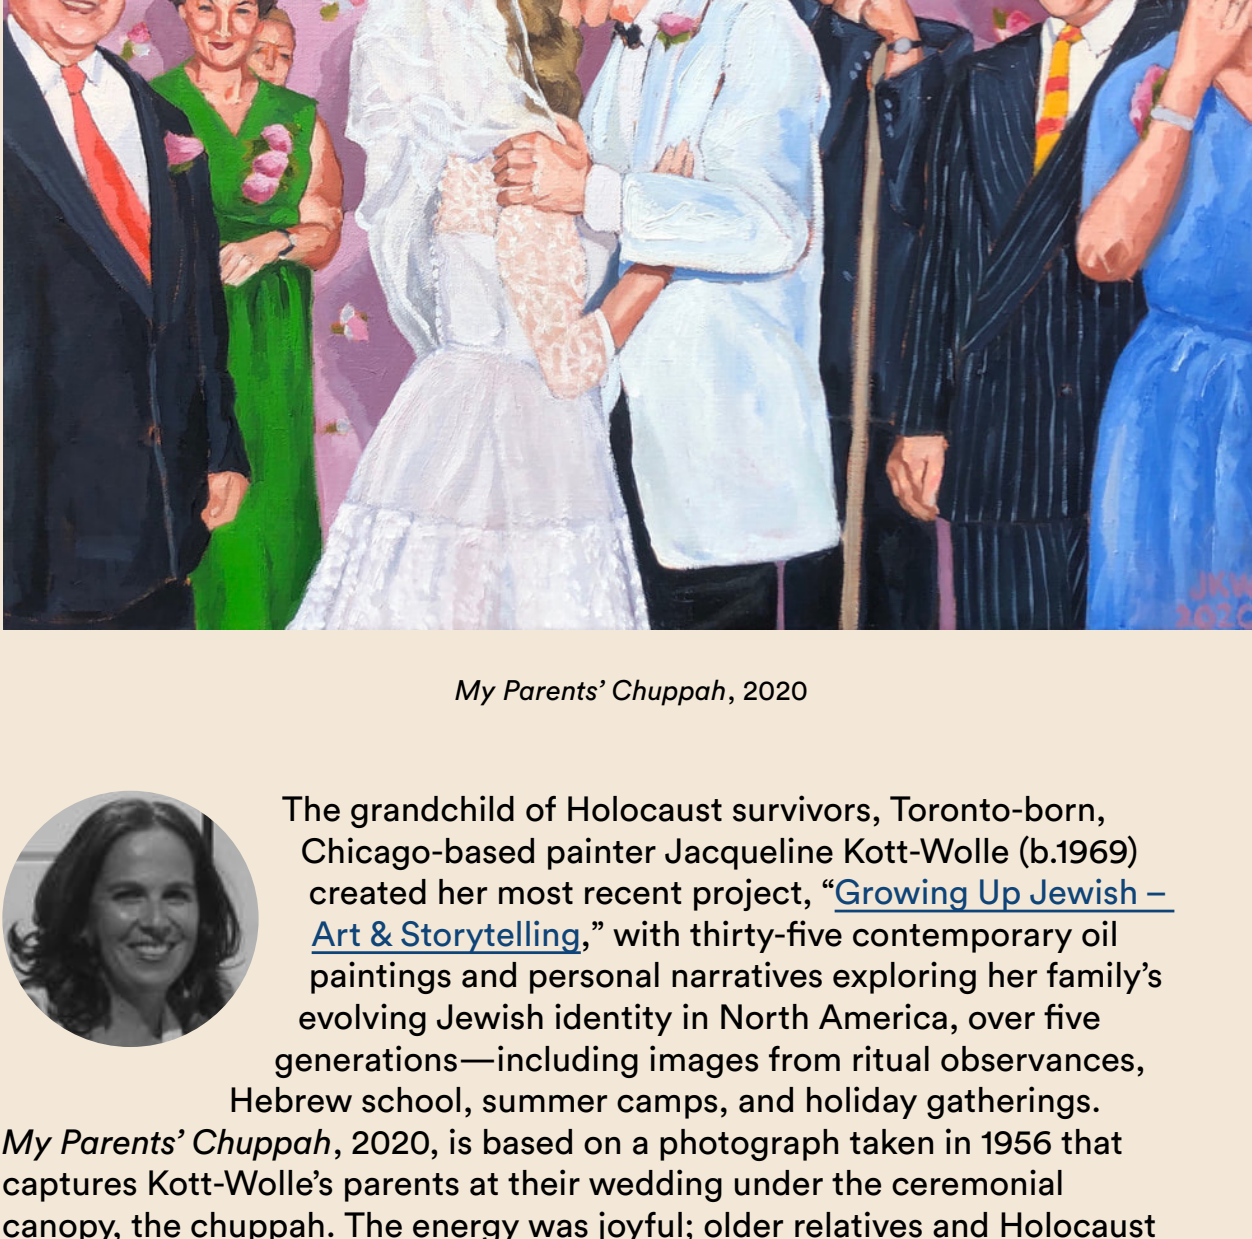 JKW
2020
My Parents’ Chuppah, 2020
The grandchild of Holocaust survivors, Toronto-born,
Chicago-based painter Jacqueline Kott-Wolle (b.1969)
created her most recent project, “Growing Up Jewish –
Art & Storytelling,” with thirty-five contemporary oil
paintings and personal narratives exploring her family’s
evolving Jewish identity in North America, over five
generations—including images from ritual observances,
Hebrew school, summer camps, and holiday gatherings.
My Parents’ Chuppah, 2020, is based on a photograph taken in 1956 that
captures Kott-Wolle’s parents at their wedding under the ceremonial
canopy, the chuppah. The energy was joyful; older relatives and Holocaust